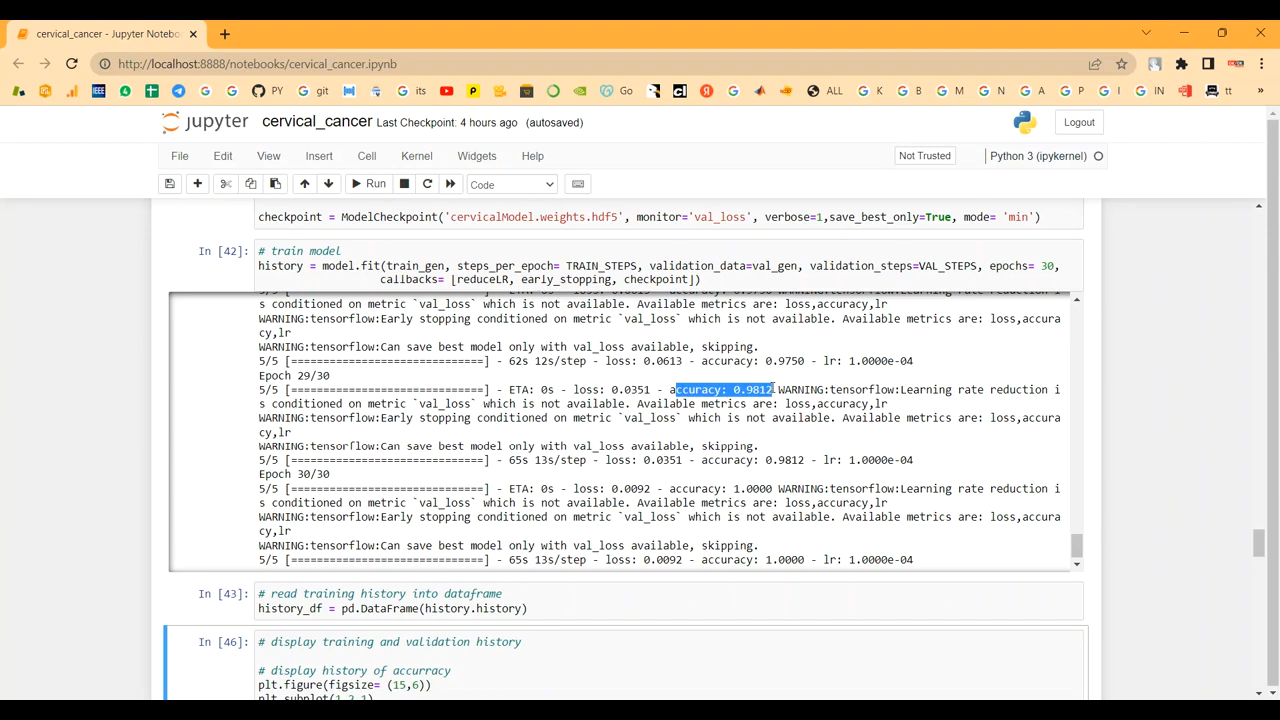 cervical_cancer - Jupyter Notebo
http://localhost:8888/notebooks/cervical_cancer.ipynb
IEEE PY git its Go ALL K B M N A P I IN tt »
jupyter cervical_cancer Last Checkpoint: 4 hours ago (autosaved) Logout
File Edit View Insert Cell Kernel Widgets Help Not Trusted Python 3 (ipykernel)
Run Code
checkpoint = ModelCheckpoint('cervicalModel.weights.hdf5', monitor='val_loss', verbose=1,save_best_only=True, mode= 'min')
In [42]: # train model
history = model.fit(train_gen, steps_per_epoch= TRAIN_STEPS, validation_data=val_gen, validation_steps=VAL_STEPS, epochs= 30,
callbacks= [reduceLR, early_stopping, checkpoint])
s conditioned on metric `val_loss` which is not available. Available metrics are: loss,accuracy,lr
WARNING:tensorflow:Early stopping conditioned on metric `val_loss` which is not available. Available metrics are: loss,accura
cy,lr
WARNING:tensorflow:Can save best model only with val_loss available, skipping.
5/5 [==============================] - 62s 12s/step - loss: 0.0613 - accuracy: 0.9750 - lr: 1.0000e-04
Epoch 29/30
5/5 [==============================] - ETA: 0s - loss: 0.0351 - accuracy: 0.9812 WARNING:tensorflow:Learning rate reduction i
s conditioned on metric `val_loss` which is not available. Available metrics are: loss,accuracy,lr
WARNING:tensorflow:Early stopping conditioned on metric `val_loss` which is not available. Available metrics are: loss,accura
cy,lr
WARNING:tensorflow:Can save best model only with val_loss available, skipping.
5/5 [==============================] - 65s 13s/step - loss: 0.0351 - accuracy: 0.9812 - lr: 1.0000e-04
Epoch 30/30
5/5 [==============================] - ETA: 0s - loss: 0.0092 - accuracy: 1.0000 WARNING:tensorflow:Learning rate reduction i
s conditioned on metric `val_loss` which is not available. Available metrics are: loss,accuracy,lr
WARNING:tensorflow:Early stopping conditioned on metric `val_loss` which is not available. Available metrics are: loss,accura
cy,lr
WARNING:tensorflow:Can save best model only with val_loss available, skipping.
5/5 [==============================] - 65s 13s/step - loss: 0.0092 - accuracy: 1.0000 - lr: 1.0000e-04
In [43]: # read training history into dataframe
history_df = pd.DataFrame(history.history)
In [46]: # display training and validation history
# display history of accurracy
plt.figure(figsize= (15,6))
plt.subplot(1,2,1)